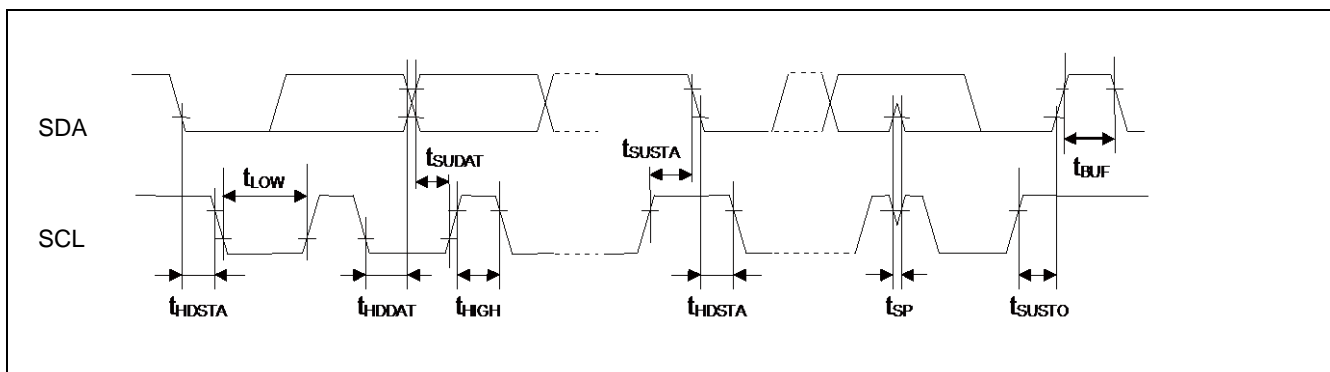 SDA
tSUDAT
tSUSTA
tBUF
tLOW
SCL
tHDSTA
tHDDAT
tHIGH
tHDSTA
tSP
tSUSTO